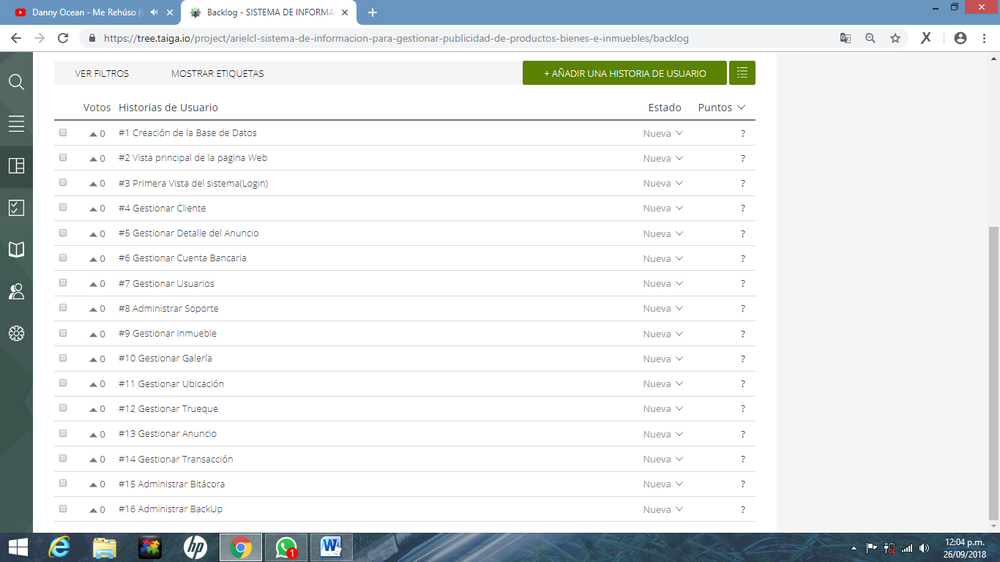 Danny Ocean - Me Rehúso (
Backlog - SISTEMA DE INFORMA
https://tree.taiga.io/project/arielcl-sistema-de-informacion-para-gestionar-publicidad-de-productos-bienes-e-inmuebles/backlog
VER FILTROS MOSTRAR ETIQUETAS + AÑADIR UNA HISTORIA DE USUARIO
Votos Historias de Usuario Estado Puntos
0 #1 Creación de la Base de Datos Nueva ?
0 #2 Vista principal de la pagina Web Nueva ?
0 #3 Primera Vista del sistema(Login) Nueva ?
0 #4 Gestionar Cliente Nueva ?
0 #5 Gestionar Detalle del Anuncio Nueva ?
0 #6 Gestionar Cuenta Bancaria Nueva ?
0 #7 Gestionar Usuarios Nueva ?
0 #8 Administrar Soporte Nueva ?
0 #9 Gestionar Inmueble Nueva ?
0 #10 Gestionar Galería Nueva ?
0 #11 Gestionar Ubicación Nueva ?
0 #12 Gestionar Trueque Nueva ?
0 #13 Gestionar Anuncio Nueva ?
0 #14 Gestionar Transacción Nueva ?
0 #15 Administrar Bitácora Nueva ?
0 #16 Administrar BackUp Nueva ?
hp
1
12:04 p.m.
26/09/2018